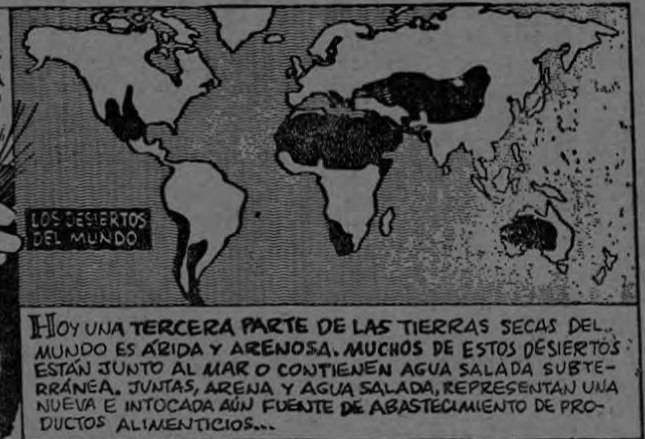 LOS DESIERTOS
DEL MUNDO
HOY UNA TERCERA PARTE DE LAS TIERRAS SECAS DEL
MUNDO ES ÁRIDA Y ARENOSA. MUCHOS DE ESTOS DESIERTOS
ESTÁN JUNTO AL MAR O CONTIENEN AGUA SALADA SUBTE-
RRÁNEA. JUNTAS, ARENA Y AGUA SALADA, REPRESENTAN UNA
NUEVA E INTOCADA AÚN FUENTE DE ABASTECIMIENTO DE PRO-
DUCTOS ALIMENTICIOS...